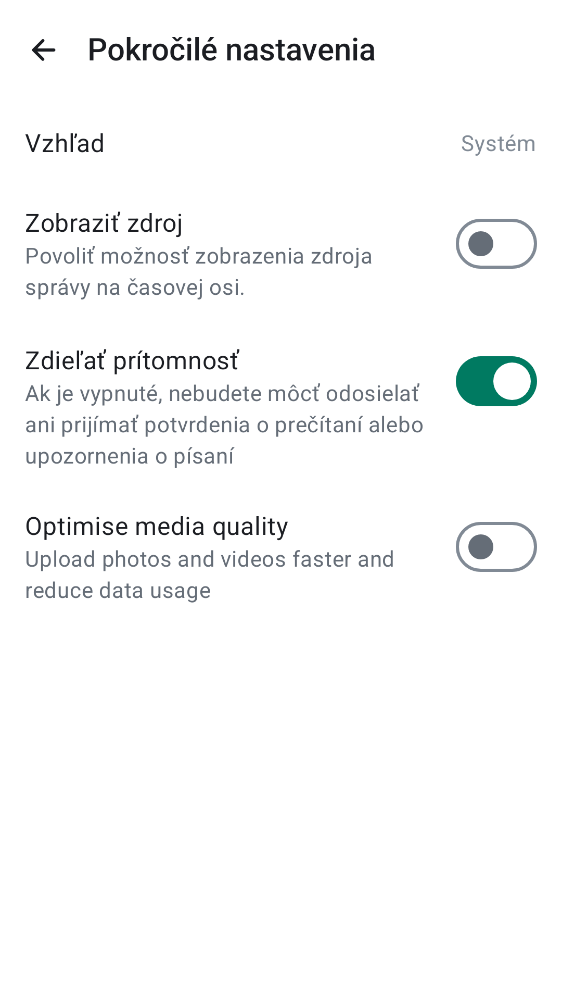 Pokročilé nastavenia
Vzhľad
Systém
Zobraziť zdroj
Povoliť možnosť zobrazenia zdroja
správy na časovej osi.
Zdieľať prítomnosť
Ak je vypnuté, nebudete môcť odosielať
ani prijímať potvrdenia o prečítaní alebo
upozornenia o písaní
Optimise media quality
Upload photos and videos faster and
reduce data usage